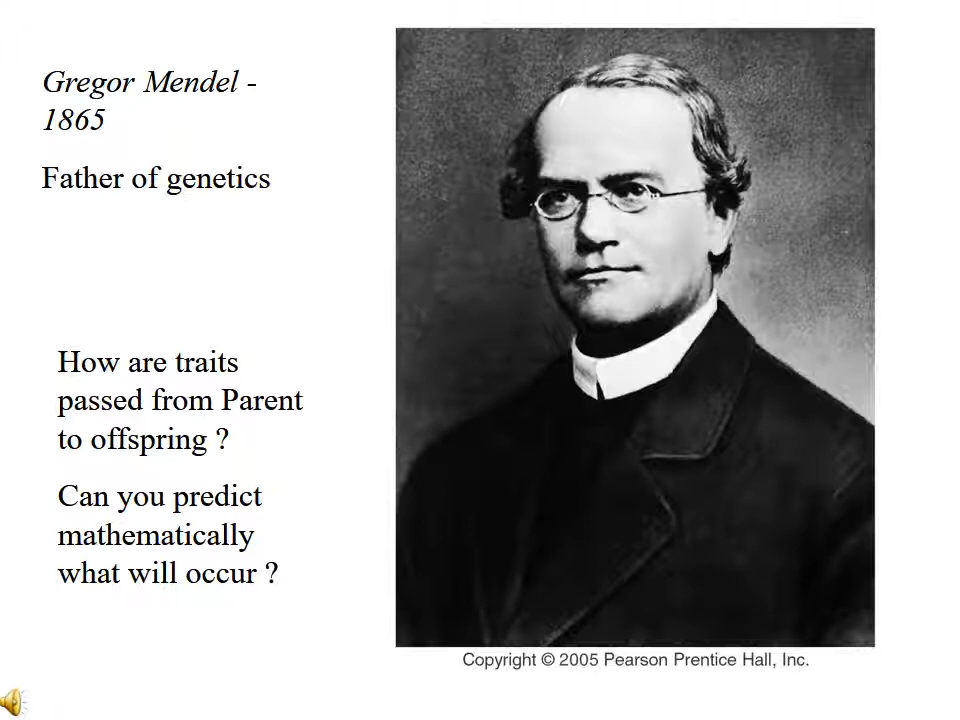 Gregor Mendel -
1865
Father of genetics
How are traits
passed from Parent
to offspring ?
Can you predict
mathematically
what will occur ?
Copyright © 2005 Pearson Prentice Hall, Inc.